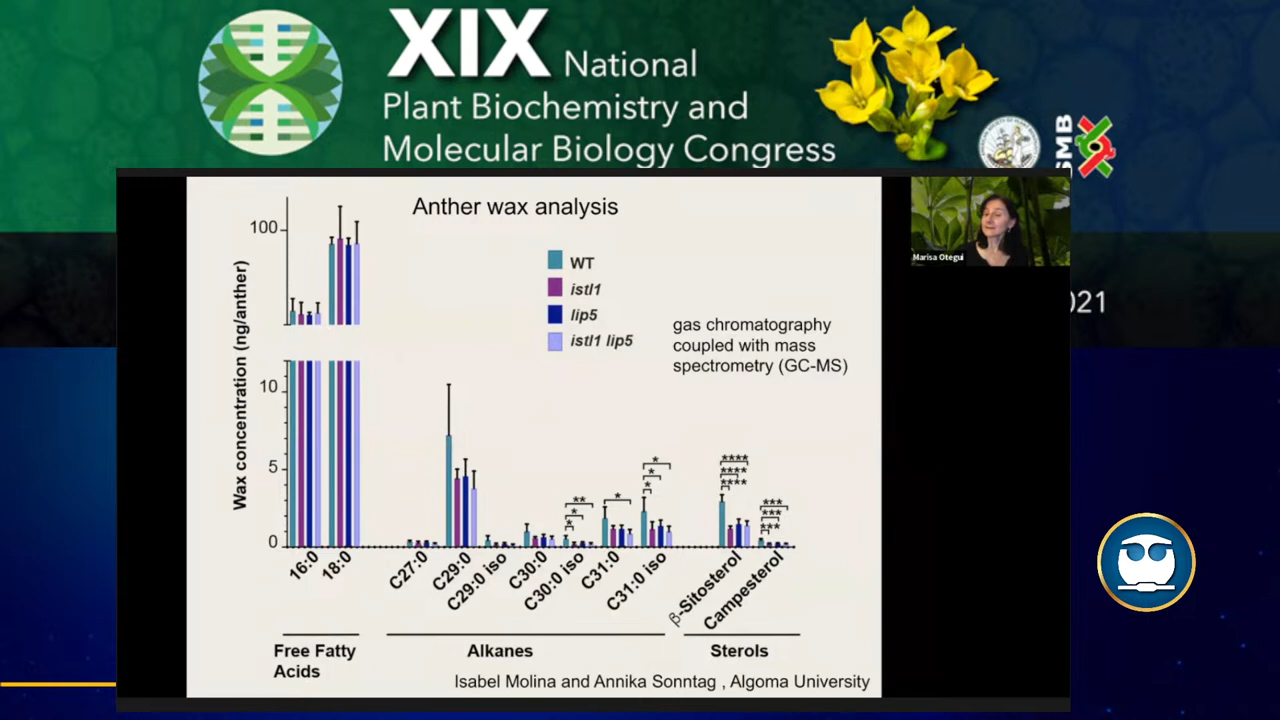 XIX National
Plant Biochemistry and
Molecular Biology Congress
SMB
021
Marisa Otegui
Anther wax analysis
WT
istl1
lip5
istl1 lip5
gas chromatography
coupled with mass
spectrometry (GC-MS)
Wax concentration (ng/anther)
100
10
5
0
*
**
*
*
*
*
*
*
****
****
****
***
***
***
16:0
18:0
C27:0
C29:0
C29:0 iso
C30:0
C30:0 iso
C31:0
C31:0 iso
β-Sitosterol
Campesterol
Free Fatty
Acids
Alkanes
Sterols
Isabel Molina and Annika Sonntag , Algoma University